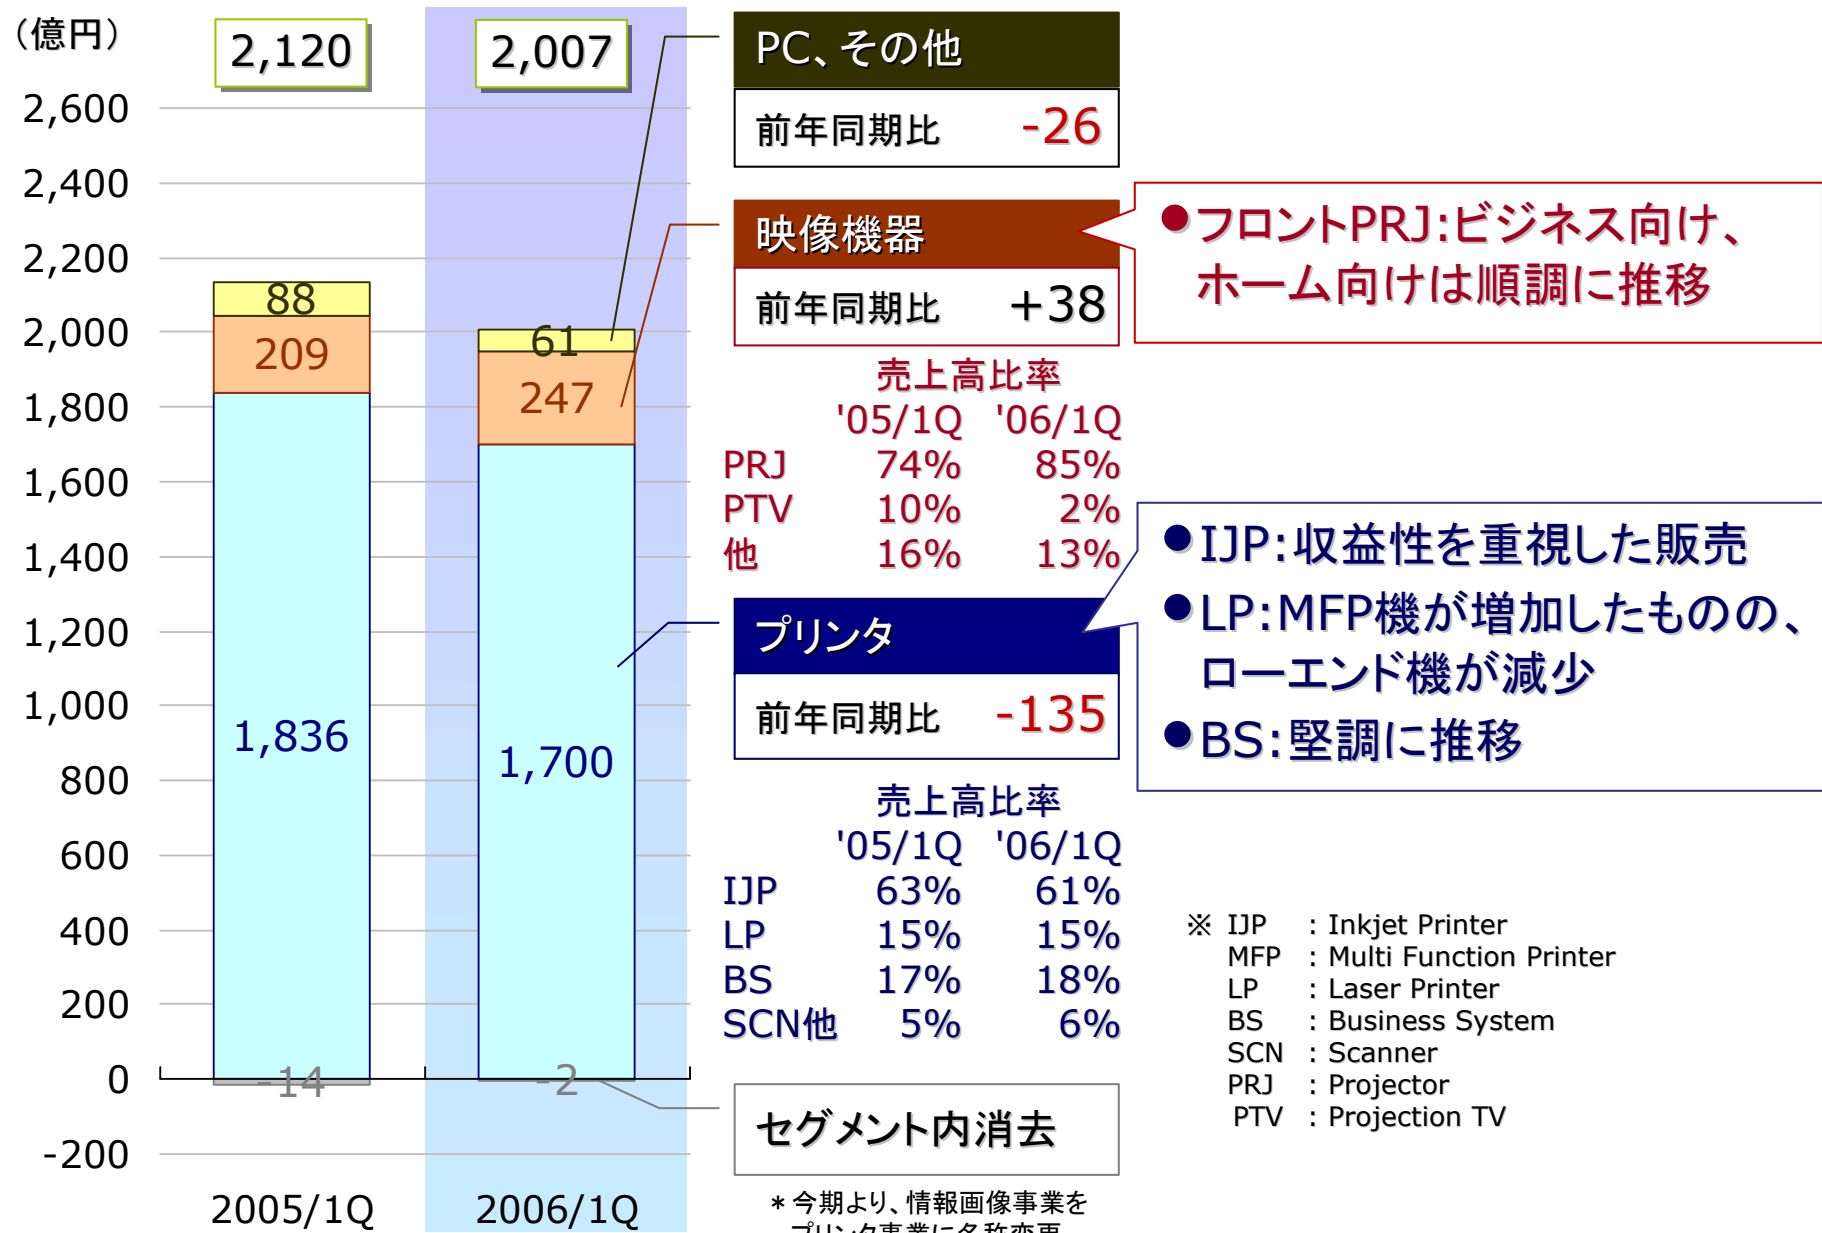 (億円)
2,120
2,007
2,600
2,400
2,200
2,000
1,800
1,600
1,400
1,200
1,000
800
600
400
200
0
-200
88
209
1,836
-14
61
247
1,700
-2
2005/1Q
2006/1Q
PC、その他
前年同期比 -26
映像機器
前年同期比 +38
売上高比率
'05/1Q '06/1Q
PRJ 74% 85%
PTV 10% 2%
他 16% 13%
プリンタ
前年同期比 -135
売上高比率
'05/1Q '06/1Q
IJP 63% 61%
LP 15% 15%
BS 17% 18%
SCN他 5% 6%
セグメント内消去
*今期より、情報画像事業を
プリンタ事業に名称変更
●フロントPRJ:ビジネス向け、
ホーム向けは順調に推移
●IJP:収益性を重視した販売
●LP:MFP機が増加したものの、
ローエンド機が減少
●BS:堅調に推移
※ IJP : Inkjet Printer
MFP : Multi Function Printer
LP : Laser Printer
BS : Business System
SCN : Scanner
PRJ : Projector
PTV : Projection TV